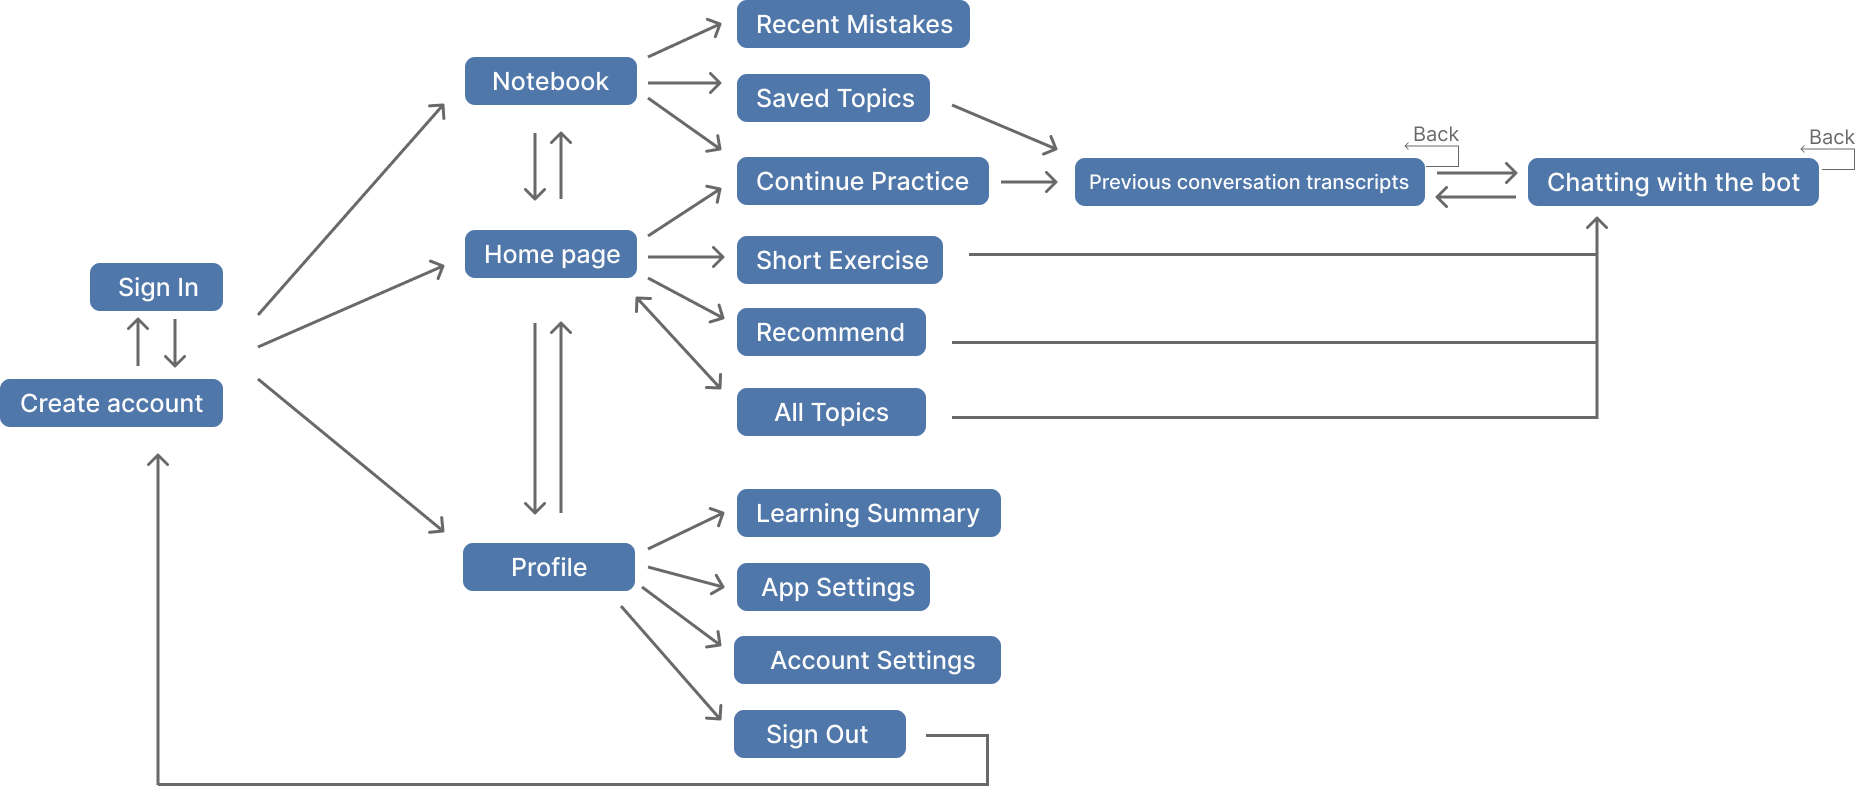 Recent Mistakes
Notebook
Saved Topics
Back
Back
Continue Practice
Previous conversation transcripts
Chatting with the bot
Home page
Short Exercise
Sign In
Recommend
Create account
All Topics
Learning Summary
Profile
App Settings
Account Settings
Sign Out